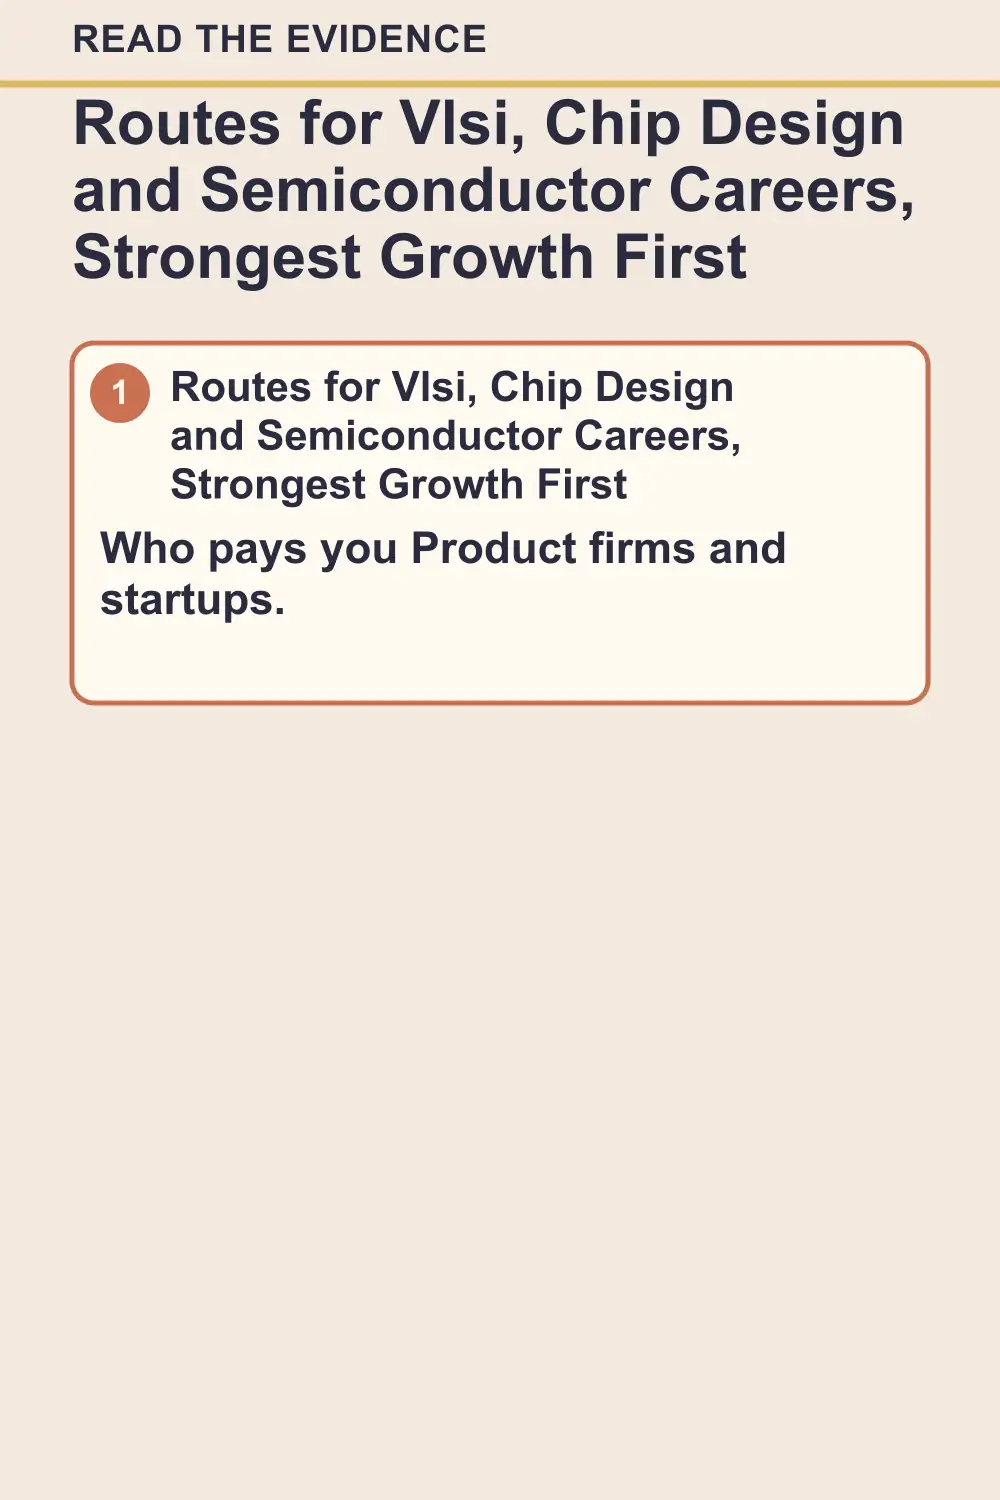 READ THE EVIDENCE
Routes for Vlsi, Chip Design
and Semiconductor Careers,
Strongest Growth First
1
Routes for Vlsi, Chip Design
and Semiconductor Careers,
Strongest Growth First
Who pays you Product firms and
startups.